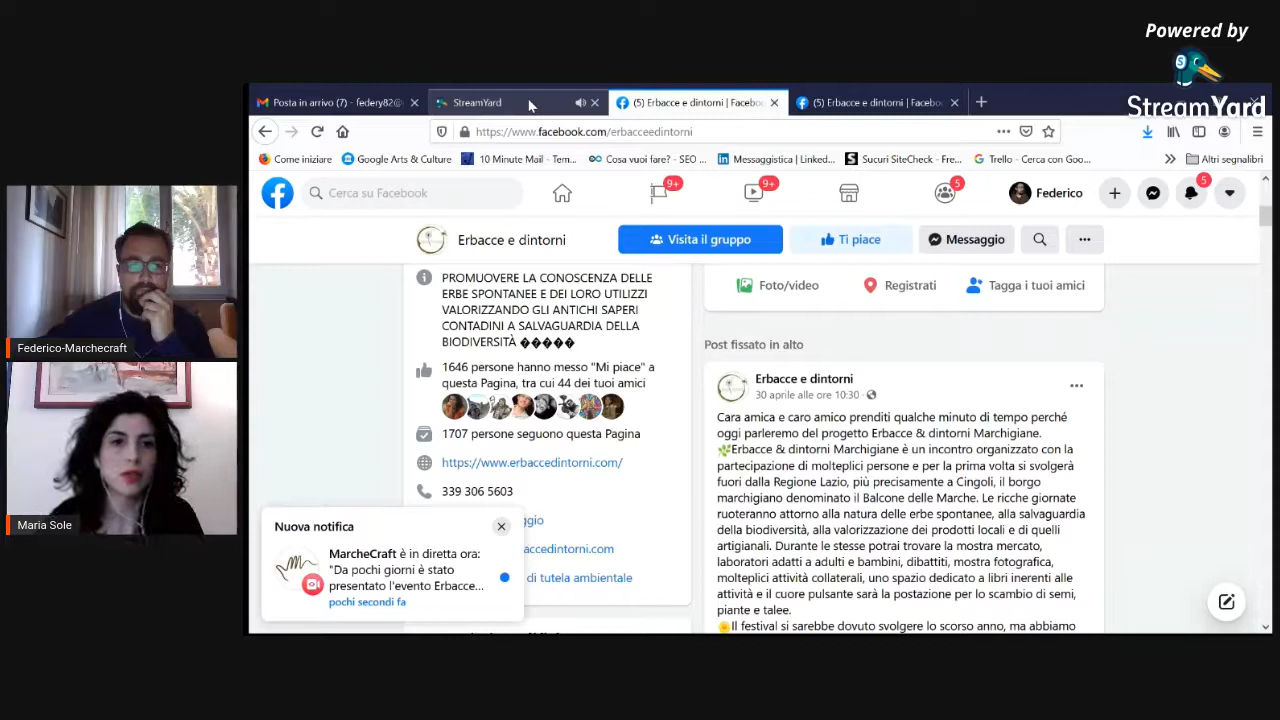 Powered by
StreamYard
Posta in arrivo (7) - federy82@
StreamYard
(5) Erbacce e dintorni | Facebo
(5) Erbacce e dintorni | Facebo
https://www.facebook.com/erbacceedintorni
Come iniziare
Google Arts & Culture
10 Minute Mail - Tem...
Cosa vuoi fare? - SEO ...
Messaggistica | Linked...
Sucuri SiteCheck - Fre...
Trello - Cerca con Goo...
Altri segnalibri
Cerca su Facebook
9+
9+
5
Federico
5
Erbacce e dintorni
Visita il gruppo
Ti piace
Messaggio
PROMUOVERE LA CONOSCENZA DELLE
ERBE SPONTANEE E DEI LORO UTILIZZI
VALORIZZANDO GLI ANTICHI SAPERI
CONTADINI A SALVAGUARDIA DELLA
BIODIVERSITÀ �����
1646 persone hanno messo "Mi piace" a
questa Pagina, tra cui 44 dei tuoi amici
1707 persone seguono questa Pagina
https://www.erbaccedintorni.com/
339 306 5603
ggio
accedintorni.com
di tutela ambientale
Foto/video
Registrati
Tagga i tuoi amici
Post fissato in alto
Erbacce e dintorni
30 aprile alle ore 10:30 ·
Cara amica e caro amico prenditi qualche minuto di tempo perché
oggi parleremo del progetto Erbacce & dintorni Marchigiane.
🌿Erbacce & dintorni Marchigiane è un incontro organizzato con la
partecipazione di molteplici persone e per la prima volta si svolgerà
fuori dalla Regione Lazio, più precisamente a Cingoli, il borgo
marchigiano denominato il Balcone delle Marche. Le ricche giornate
ruoteranno attorno alla natura delle erbe spontanee, alla salvaguardia
della biodiversità, alla valorizzazione dei prodotti locali e di quelli
artigianali. Durante le stesse potrai trovare la mostra mercato,
laboratori adatti a adulti e bambini, dibattiti, mostra fotografica,
molteplici attività collaterali, uno spazio dedicato a libri inerenti alle
attività e il cuore pulsante sarà la postazione per lo scambio di semi,
piante e talee.
🌼Il festival si sarebbe dovuto svolgere lo scorso anno, ma abbiamo
Nuova notifica
MarcheCraft è in diretta ora:
"Da pochi giorni è stato
presentato l'evento Erbacce...
pochi secondi fa
Federico-Marchecraft
Maria Sole